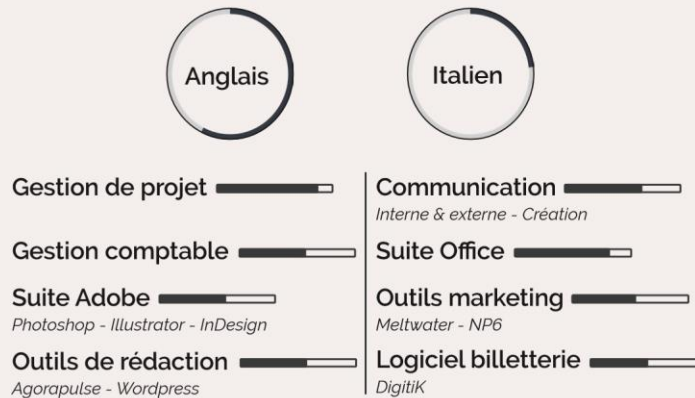 Anglais
Italien
Gestion de projet
Gestion comptable
Suite Adobe
Photoshop - Illustrator - InDesign
Outils de rédaction
Agorapulse - Wordpress
Communication
Interne & externe - Création
Suite Office
Outils marketing
Meltwater - NP6
Logiciel billetterie
DigitiK